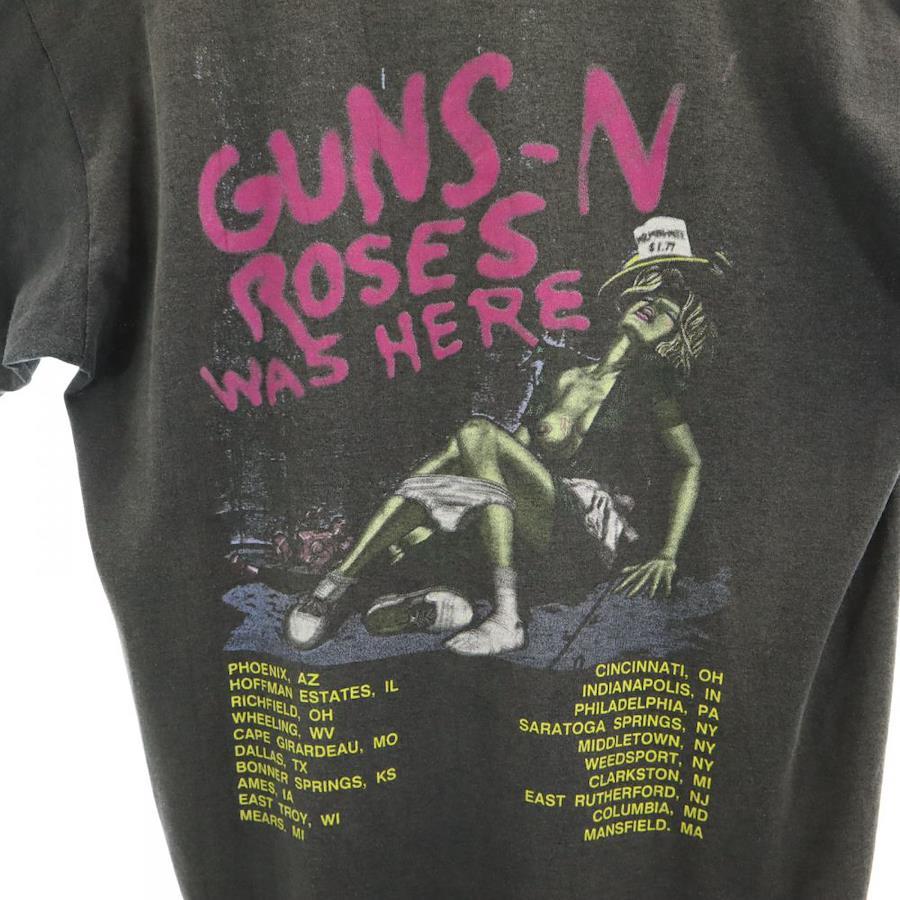 GUNS-N
ROSES
WAS HERE
$1.77
PHOENIX, AZ
HOFFMAN ESTATES, IL
RICHFIELD, OH
WHEELING, WV
CAPE GIRARDEAU, MO
DALLAS, TX
BONNER SPRINGS, KS
AMES, IA
EAST TROY, WI
MEARS, MI
CINCINNATI, OH
INDIANAPOLIS, IN
PHILADELPHIA, PA
SARATOGA SPRINGS, NY
MIDDLETOWN, NY
WEEDSPORT, NY
CLARKSTON, MI
EAST RUTHERFORD, NJ
COLUMBIA, MD
MANSFIELD. MA